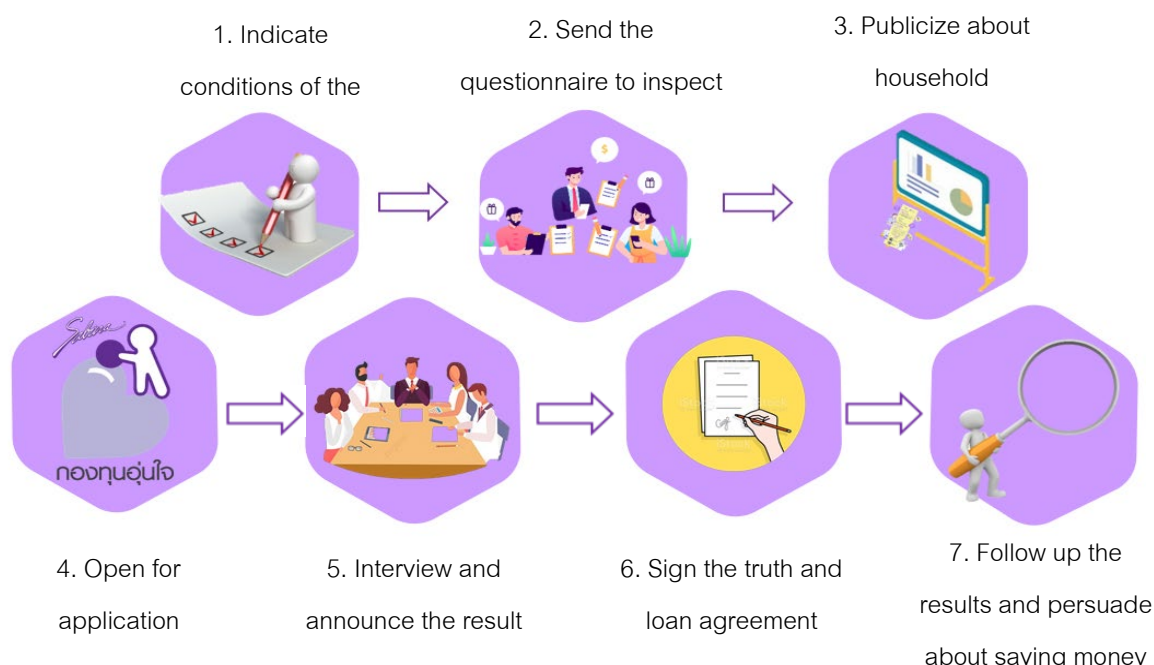 1. Indicate
conditions of the
2. Send the
questionnaire to inspect
3. Publicize about
household
Sabina
กองทุนอุ่นใจ
4. Open for
application
5. Interview and
announce the result
6. Sign the truth and
loan agreement
7. Follow up the
results and persuade
about saving money